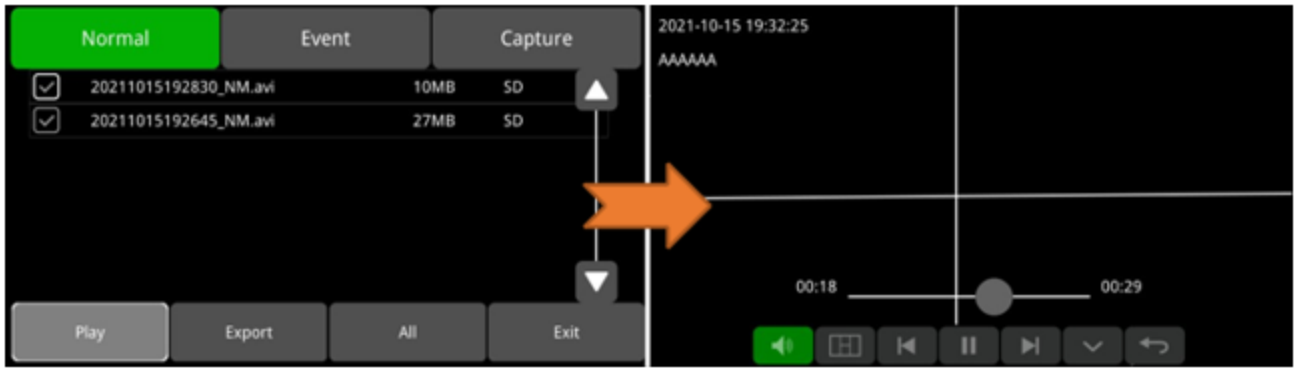 Normal Event Capture
20211015192830_NM.avi 10MB SD
20211015192645_NM.avi 27MB SD
Play Export All Exit
2021-10-15 19:32:25
AAAAAA
00:18 00:29